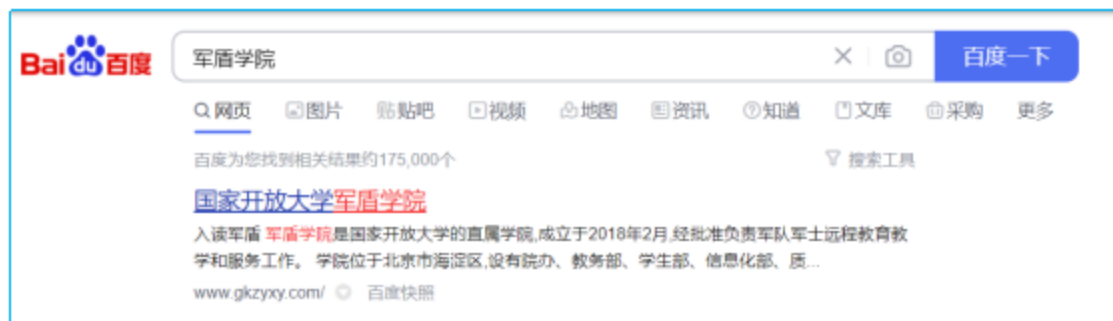 Bai du 百度 军盾学院 百度一下
网页 图片 贴吧 视频 地图 资讯 知道 文库 采购 更多
百度为您找到相关结果约175,000个 搜索工具
国家开放大学军盾学院
入读军盾 军盾学院是国家开放大学的直属学院,成立于2018年2月,经批准负责军队军士远程教育教
学和服务工作。 学院位于北京市海淀区,设有院办、教务部、学生部、信息化部、质...
www.gkzyxy.com/ 百度快照